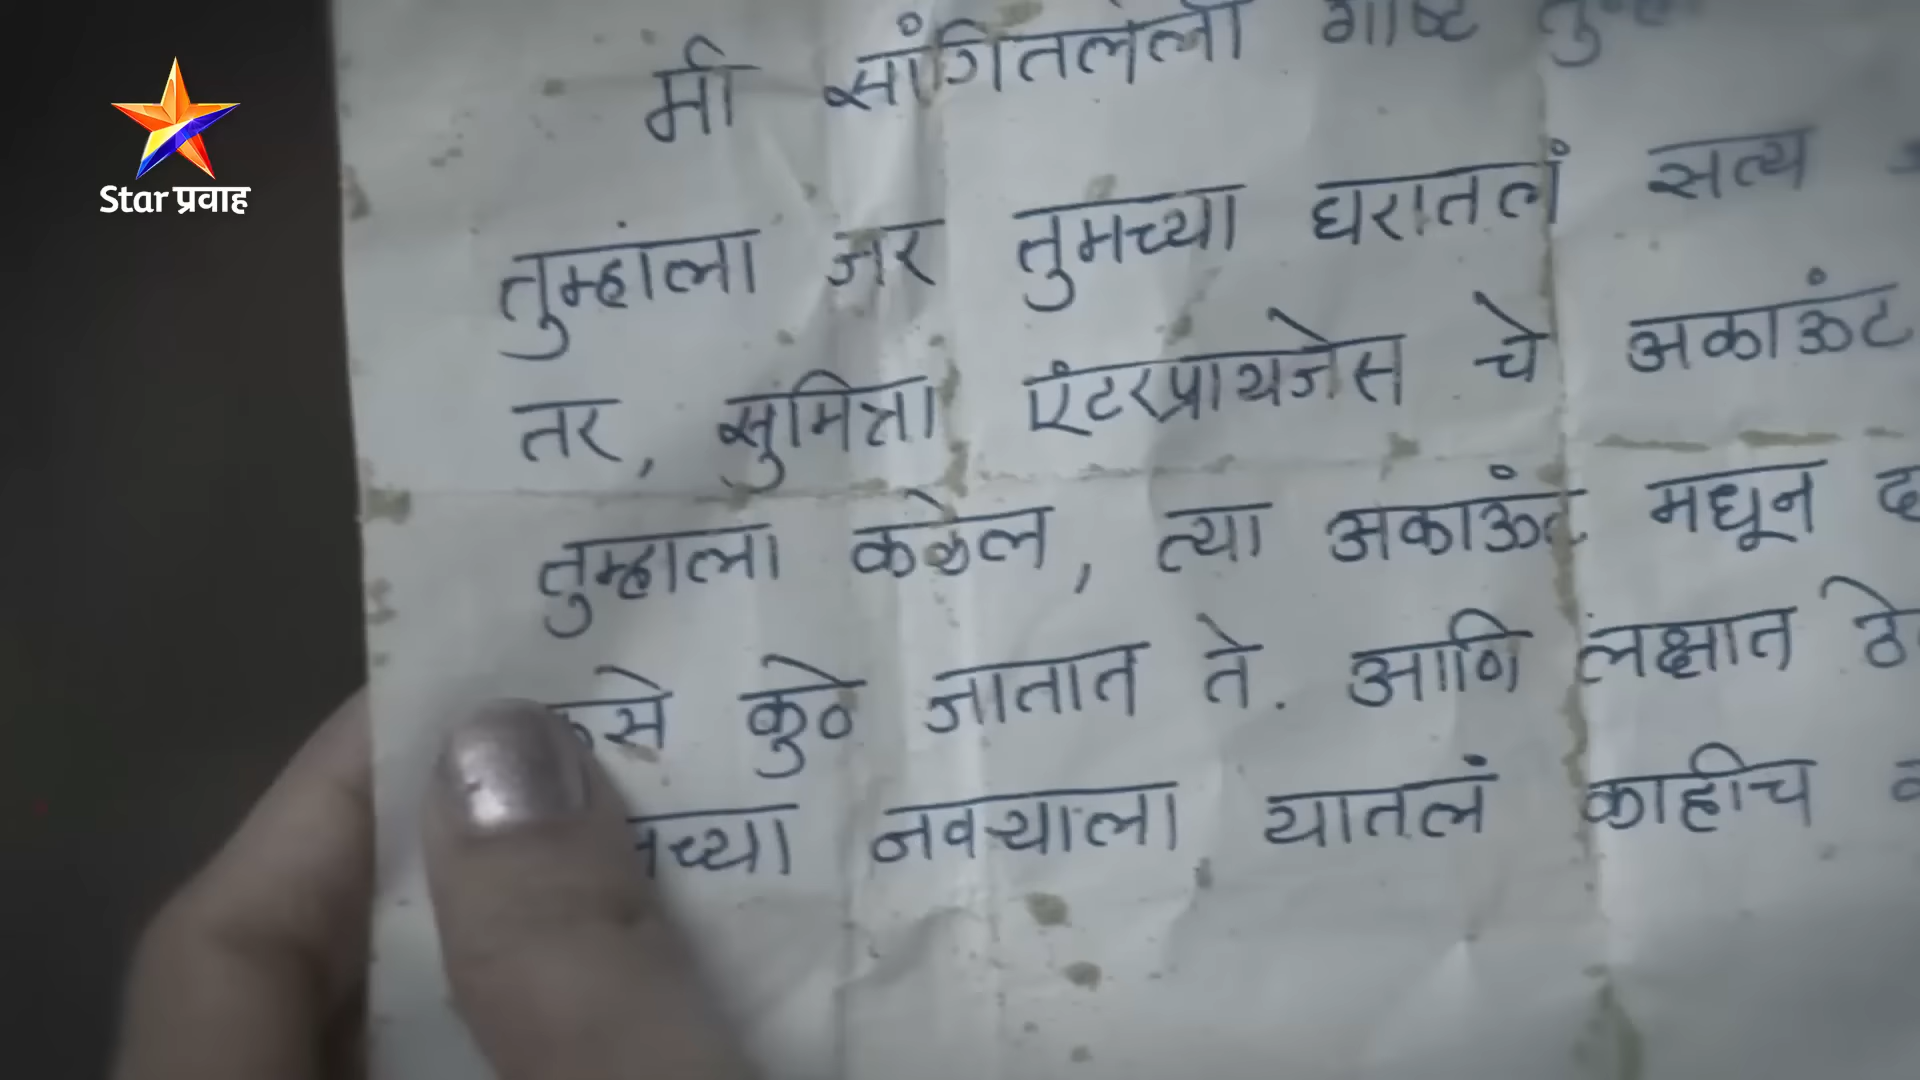 Star प्रवाह
मी सांगितलेली गोष्ट
तुम्हांला जर तुमच्या घरातलं सत्य
तर, सुमित्रा एंटरप्रायजेस चे अकाऊंट
तुम्हाला कळेल, त्या अकाऊंट मधून
कुठे जातात ते. आणि लक्षात
नवऱ्याला यातलं काहीच